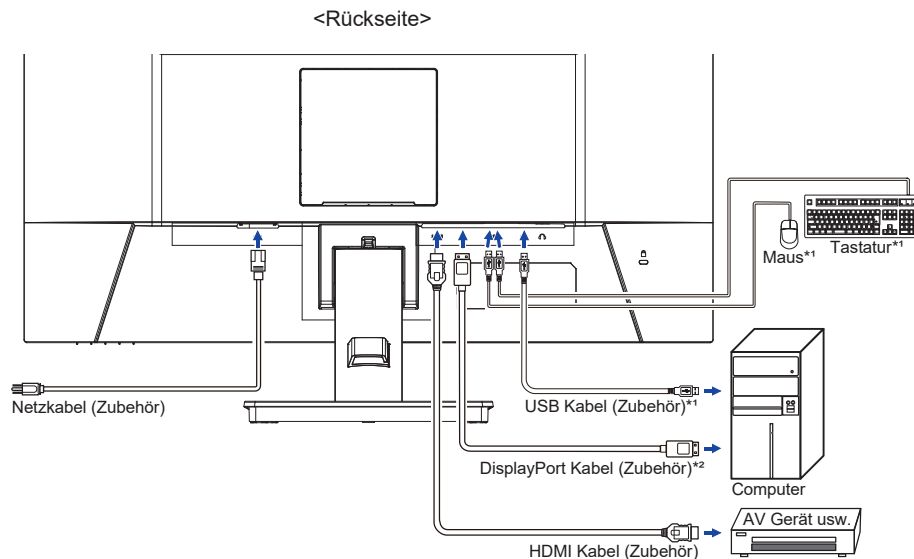 <Rückseite>
Maus*¹
Tastatur*¹
Netzkabel (Zubehör)
USB Kabel (Zubehör)*¹
DisplayPort Kabel (Zubehör)*²
Computer
AV Gerät usw.
HDMI Kabel (Zubehör)